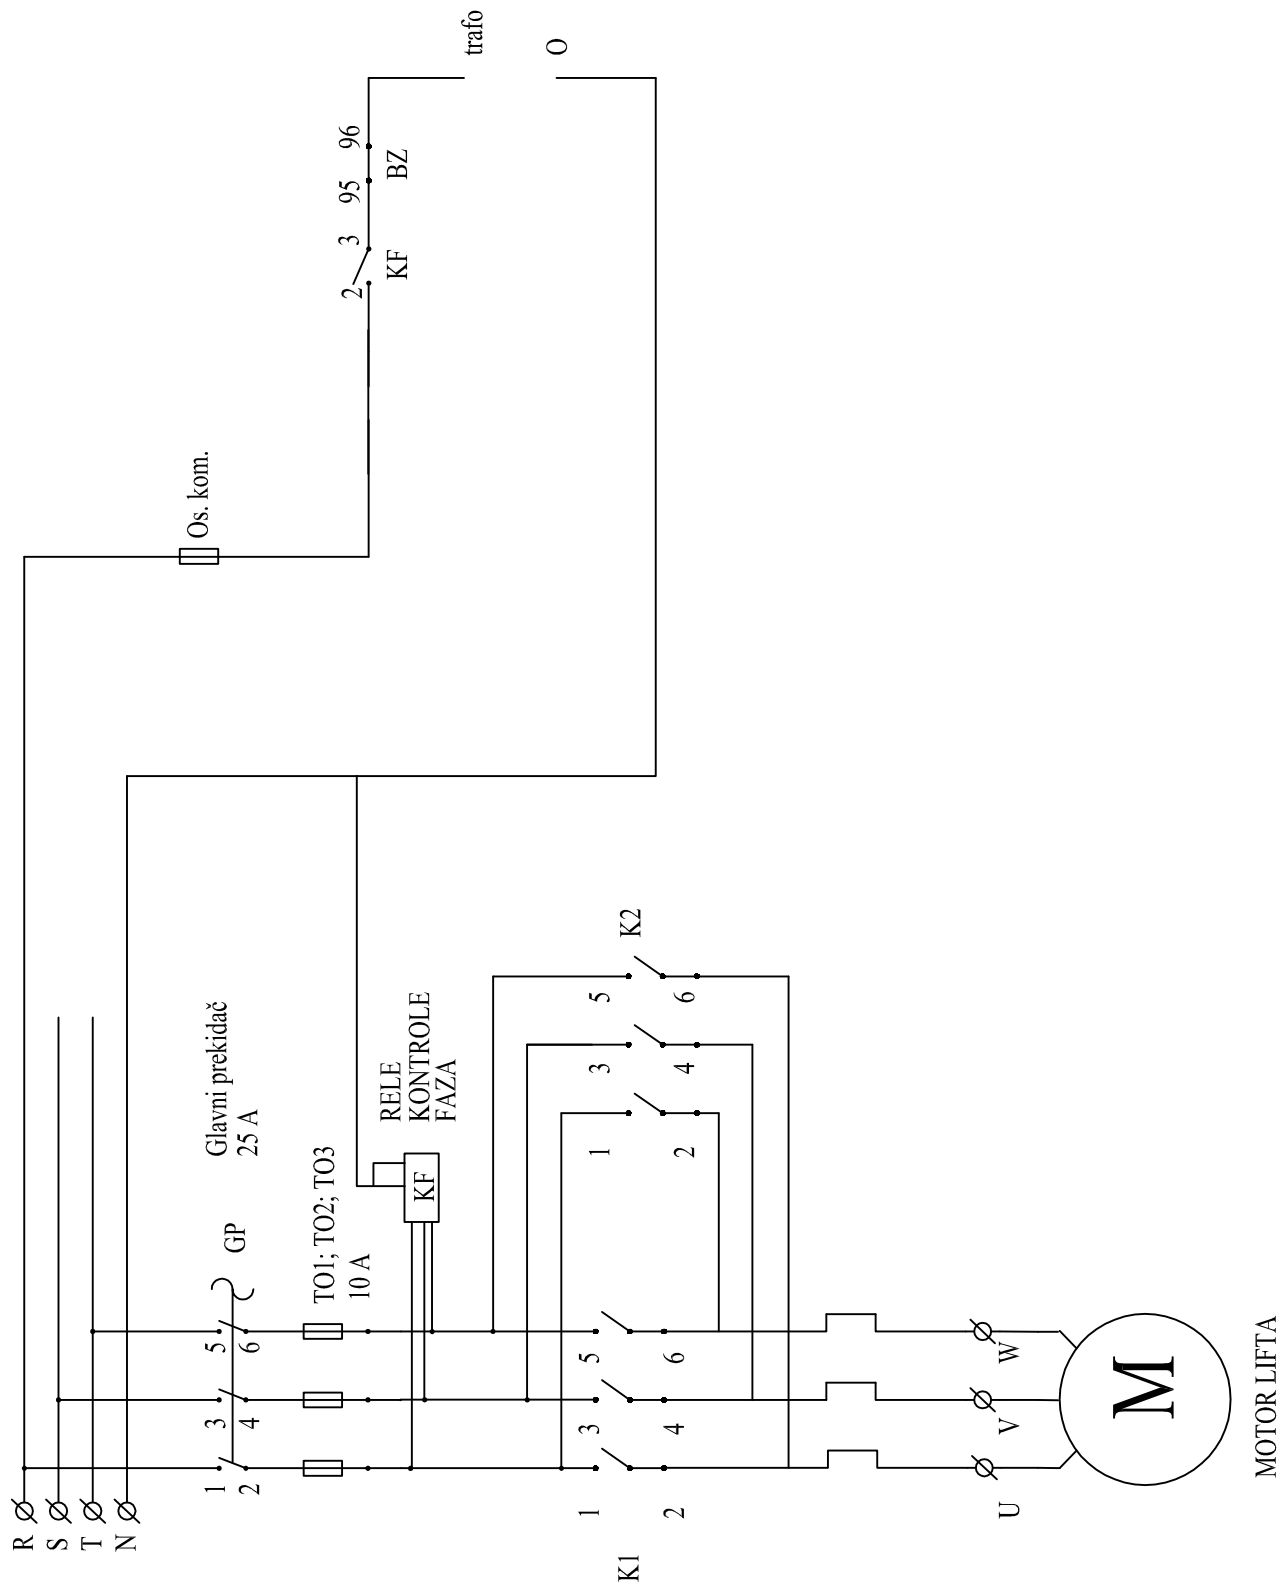 R
S
T
N
1
2
3
4
5
6
GP
Glavni prekidač
25 A
TO1; TO2; TO3
10 A
KF
RELE
KONTROLE
FAZA
Os. kom.
2
3
KF
95
96
BZ
trafo
O
K1
1
2
3
4
5
6
1
2
3
4
5
6
K2
U
V
W
M
MOTOR LIFTA